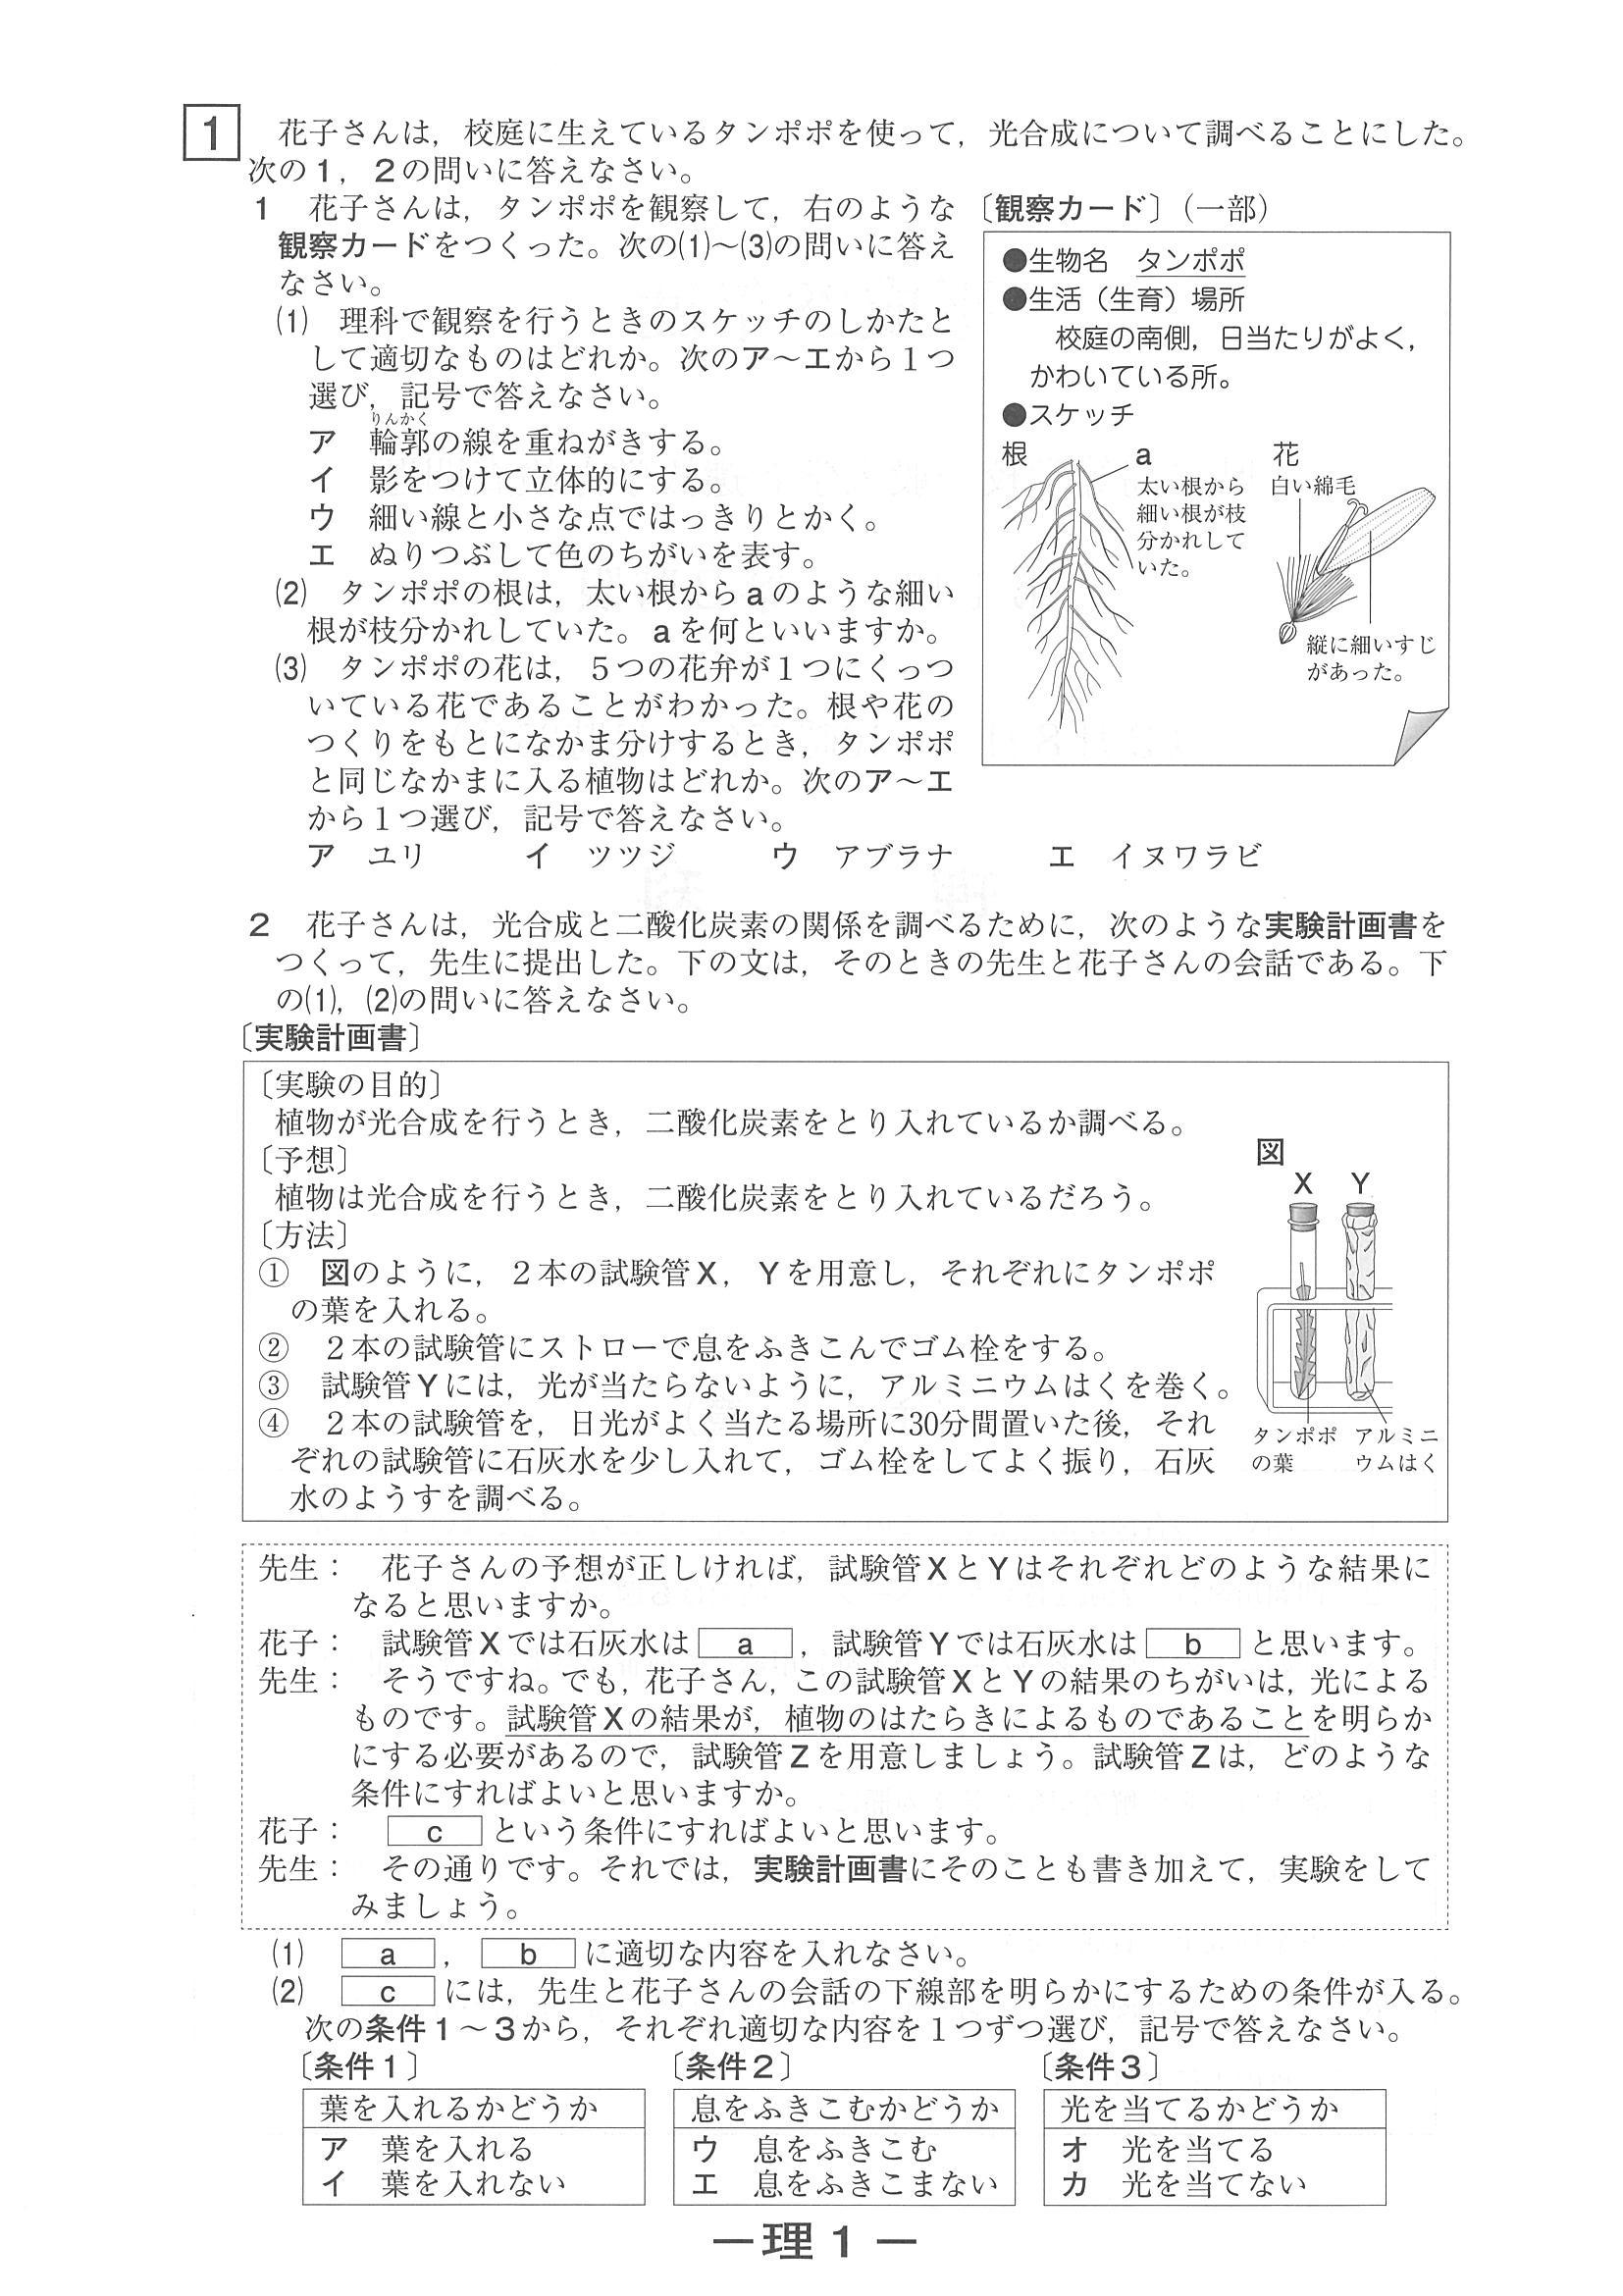 1 花子さんは，校庭に生えているタンポポを使って，光合成について調べることにした。
次の1，2の問いに答えなさい。
1 花子さんは，タンポポを観察して，右のような
観察カードをつくった。次の⑴～⑶の問いに答え
なさい。
⑴ 理科で観察を行うときのスケッチのしかたと
して適切なものはどれか。次のア～エから１つ
選び，記号で答えなさい。
りんかく
ア 輪郭の線を重ねがきする。
イ 影をつけて立体的にする。
ウ 細い線と小さな点ではっきりとかく。
エ ぬりつぶして色のちがいを表す。
⑵ タンポポの根は，太い根からaのような細い
根が枝分かれしていた。aを何といいますか。
⑶ タンポポの花は，５つの花弁が１つにくっつ
いている花であることがわかった。根や花の
つくりをもとになかま分けするとき，タンポポ
と同じなかまに入る植物はどれか。次のア～エ
から１つ選び，記号で答えなさい。
ア ユリ イ ツツジ ウ アブラナ エ イヌワラビ
〔観察カード〕（一部）
●生物名 タンポポ
●生活（生育）場所
校庭の南側，日当たりがよく，
かわいている所。
●スケッチ
根 a 花
太い根から
細い根が枝
分かれして
いた。
白い綿毛
縦に細いすじ
があった。
2 花子さんは，光合成と二酸化炭素の関係を調べるために，次のような実験計画書を
つくって，先生に提出した。下の文は，そのときの先生と花子さんの会話である。下
の⑴，⑵の問いに答えなさい。
〔実験計画書〕
〔実験の目的〕
植物が光合成を行うとき，二酸化炭素をとり入れているか調べる。
〔予想〕
植物は光合成を行うとき，二酸化炭素をとり入れているだろう。
〔方法〕
① 図のように，２本の試験管X，Yを用意し，それぞれにタンポポ
の葉を入れる。
② ２本の試験管にストローで息をふきこんでゴム栓をする。
③ 試験管Yには，光が当たらないように，アルミニウムはくを巻く。
④ ２本の試験管を，日光がよく当たる場所に30分間置いた後，それ
ぞれの試験管に石灰水を少し入れて，ゴム栓をしてよく振り，石灰
水のようすを調べる。
図
X Y
タンポポ アルミニ
の葉 ウムはく
先生： 花子さんの予想が正しければ，試験管XとYはそれぞれどのような結果に
なると思いますか。
花子： 試験管Xでは石灰水は a ，試験管Yでは石灰水は b と思います。
先生： そうですね。でも，花子さん，この試験管XとYの結果のちがいは，光による
ものです。試験管Xの結果が，植物のはたらきによるものであることを明らか
にする必要があるので，試験管Zを用意しましょう。試験管Zは，どのような
条件にすればよいと思いますか。
花子： c という条件にすればよいと思います。
先生： その通りです。それでは，実験計画書にそのことも書き加えて，実験をして
みましょう。
⑴ a ， b に適切な内容を入れなさい。
⑵ c には，先生と花子さんの会話の下線部を明らかにするための条件が入る。
次の条件1～3から，それぞれ適切な内容を１つずつ選び，記号で答えなさい。
〔条件1〕 〔条件2〕 〔条件3〕
葉を入れるかどうか 息をふきこむかどうか 光を当てるかどうか
ア 葉を入れる ウ 息をふきこむ オ 光を当てる
イ 葉を入れない エ 息をふきこまない カ 光を当てない
―理1―